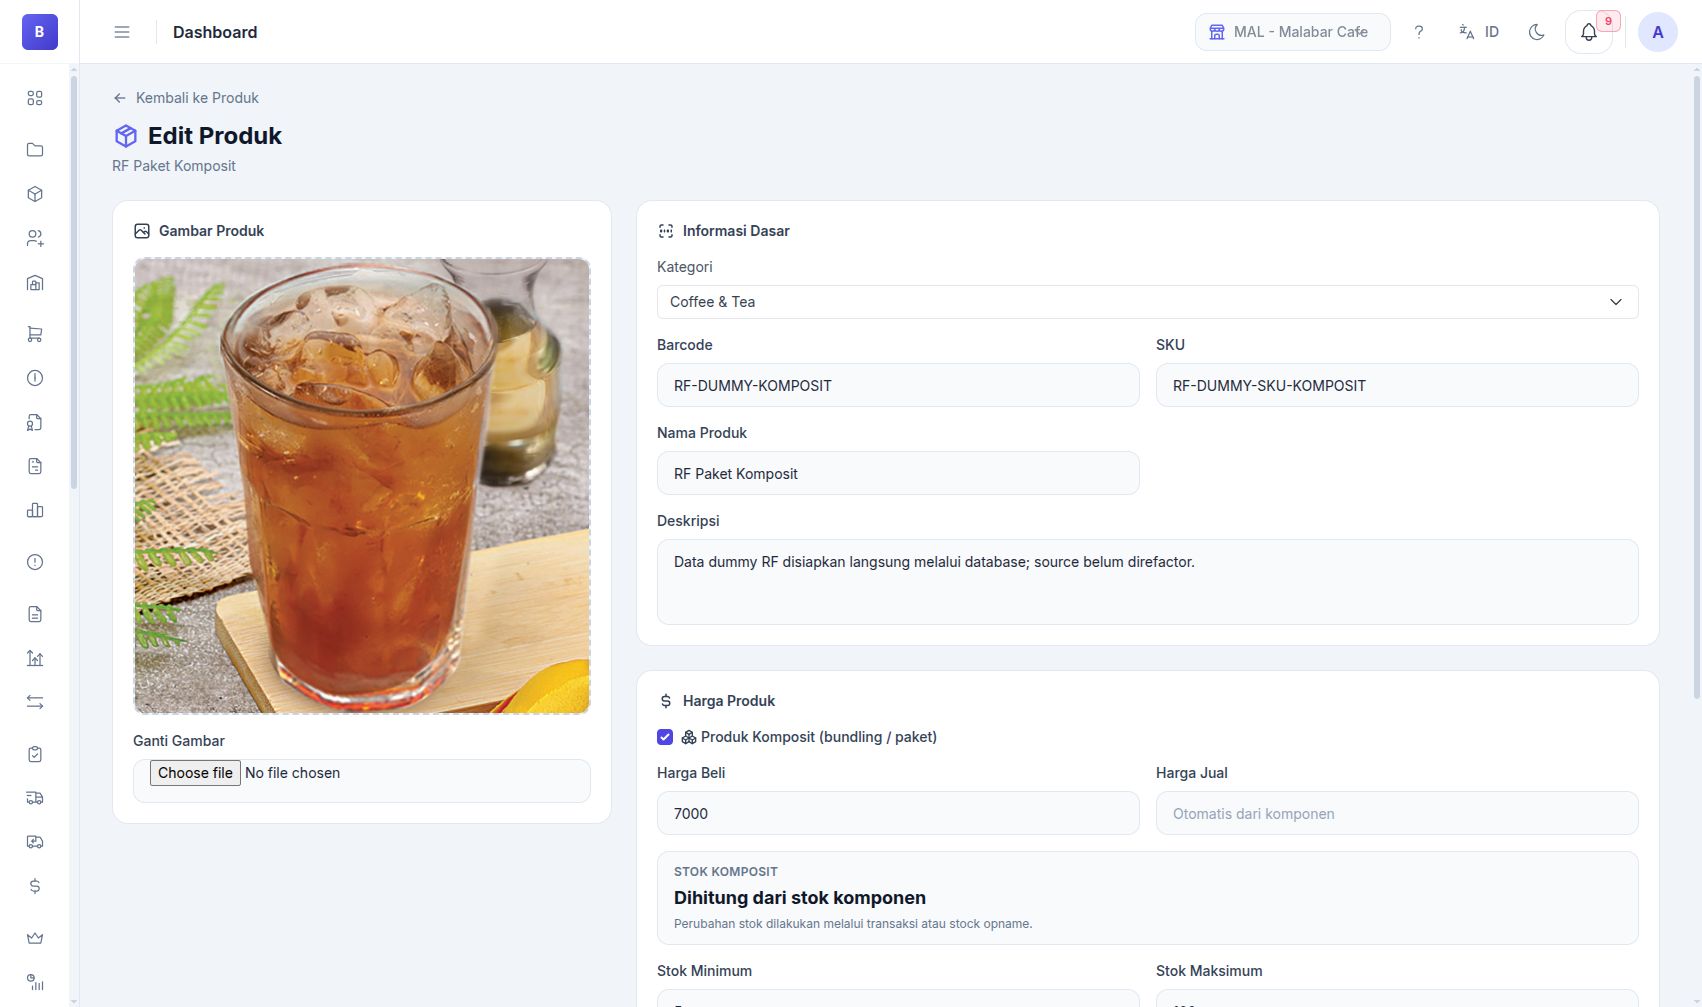 B
Dashboard
MAL - Malabar Cafe
?
ID
9
A
Kembali ke Produk
Edit Produk
RF Paket Komposit
Gambar Produk
Ganti Gambar
Choose file No file chosen
Informasi Dasar
Kategori
Coffee & Tea
Barcode
SKU
RF-DUMMY-KOMPOSIT
RF-DUMMY-SKU-KOMPOSIT
Nama Produk
RF Paket Komposit
Deskripsi
Data dummy RF disiapkan langsung melalui database; source belum direfactor.
Harga Produk
Produk Komposit (bundling / paket)
Harga Beli
Harga Jual
7000
Otomatis dari komponen
STOK KOMPOSIT
Dihitung dari stok komponen
Perubahan stok dilakukan melalui transaksi atau stock opname.
Stok Minimum
Stok Maksimum